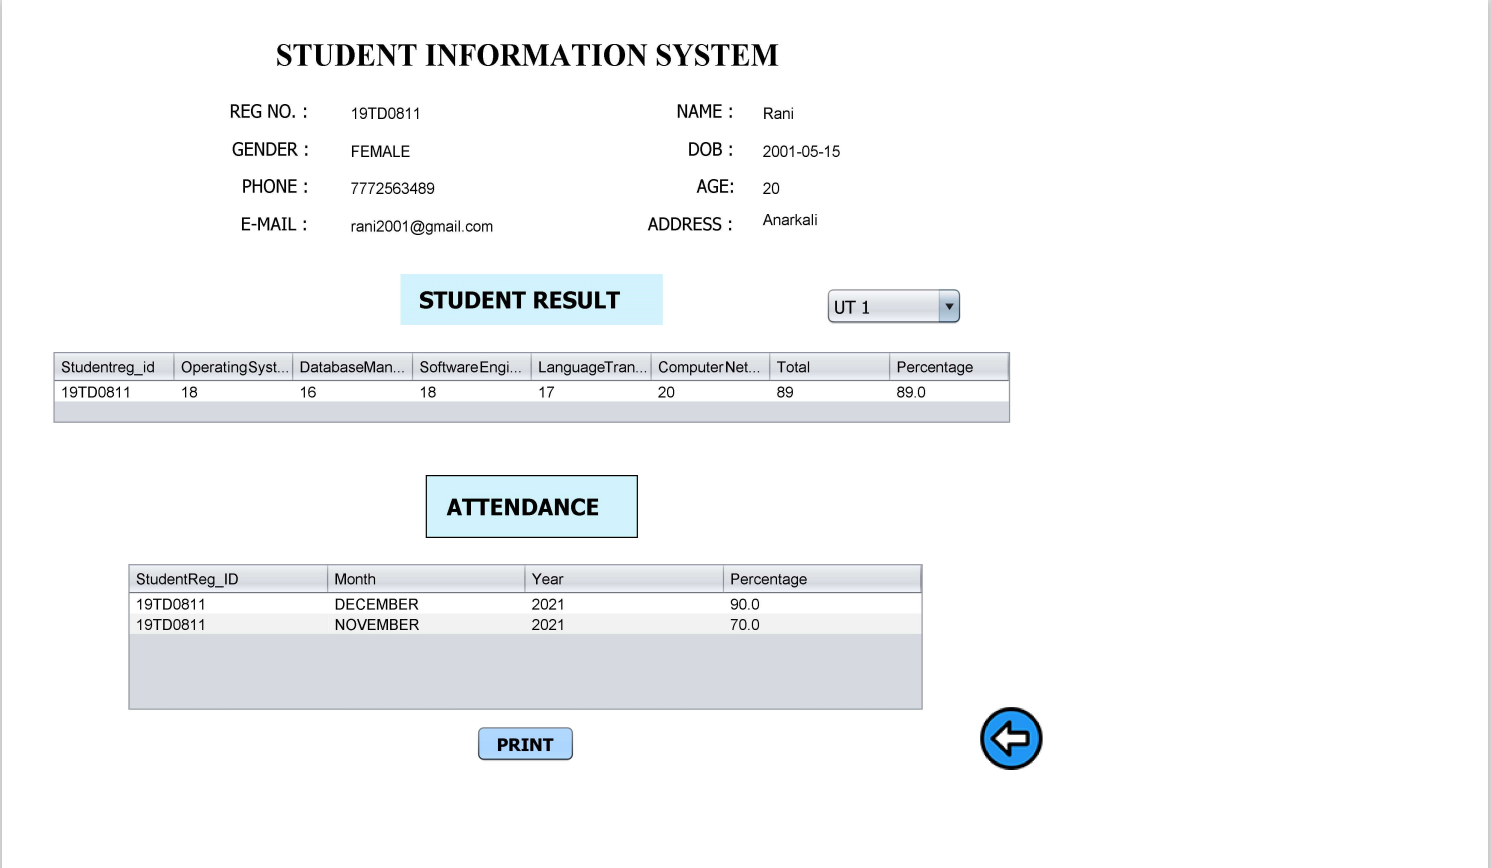 STUDENT INFORMATION SYSTEM
REG NO. : 19TD0811 NAME : Rani
GENDER : FEMALE DOB : 2001-05-15
PHONE : 7772563489 AGE: 20
E-MAIL : rani2001@gmail.com ADDRESS : Anarkali
STUDENT RESULT UT 1
Studentreg_id OperatingSyst... DatabaseMan... SoftwareEngi... LanguageTran... ComputerNet... Total Percentage
19TD0811 18 16 18 17 20 89 89.0
ATTENDANCE
StudentReg_ID Month Year Percentage
19TD0811 DECEMBER 2021 90.0
19TD0811 NOVEMBER 2021 70.0
PRINT